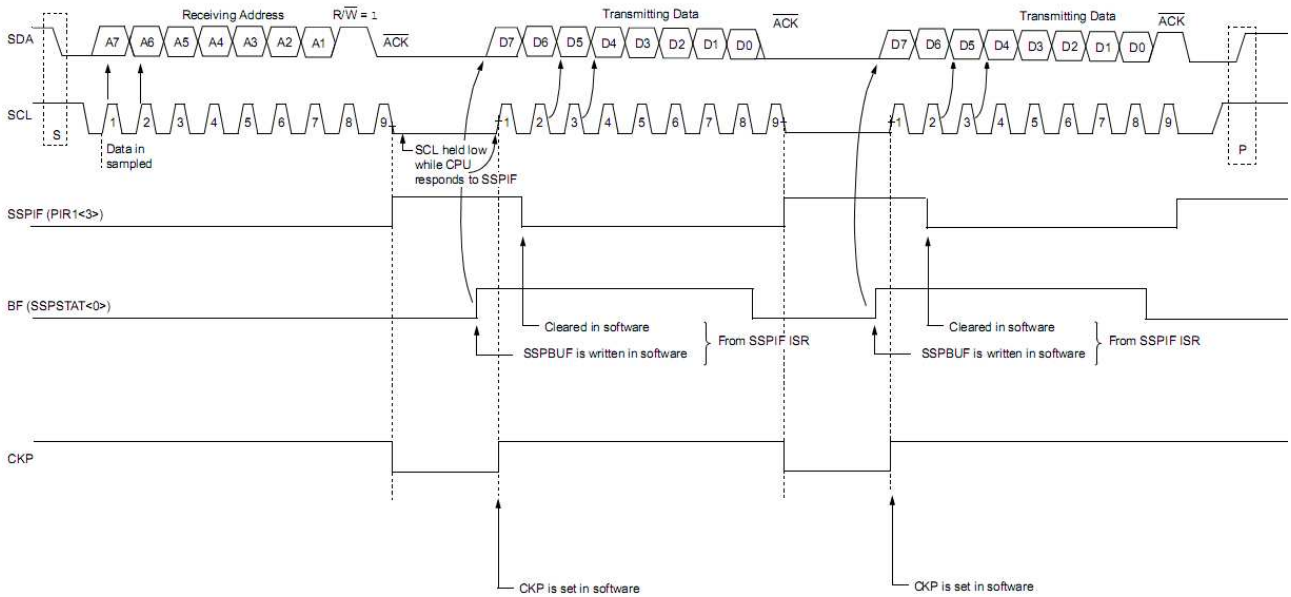 Receiving Address R/W̅ = 1 Transmitting Data A̅C̅K̅ Transmitting Data A̅C̅K̅
SDA A7 A6 A5 A4 A3 A2 A1 A̅C̅K̅ D7 D6 D5 D4 D3 D2 D1 D0 D7 D6 D5 D4 D3 D2 D1 D0
SCL 1 2 3 4 5 6 7 8 9 1 2 3 4 5 6 7 8 9 1 2 3 4 5 6 7 8 9
S P
Data in
sampled
SCL held low
while CPU
responds to SSPIF
SSPIF (PIR1<3>)
BF (SSPSTAT<0>)
Cleared in software
SSPBUF is written in software
From SSPIF ISR
Cleared in software
SSPBUF is written in software
From SSPIF ISR
CKP
CKP is set in software
CKP is set in software